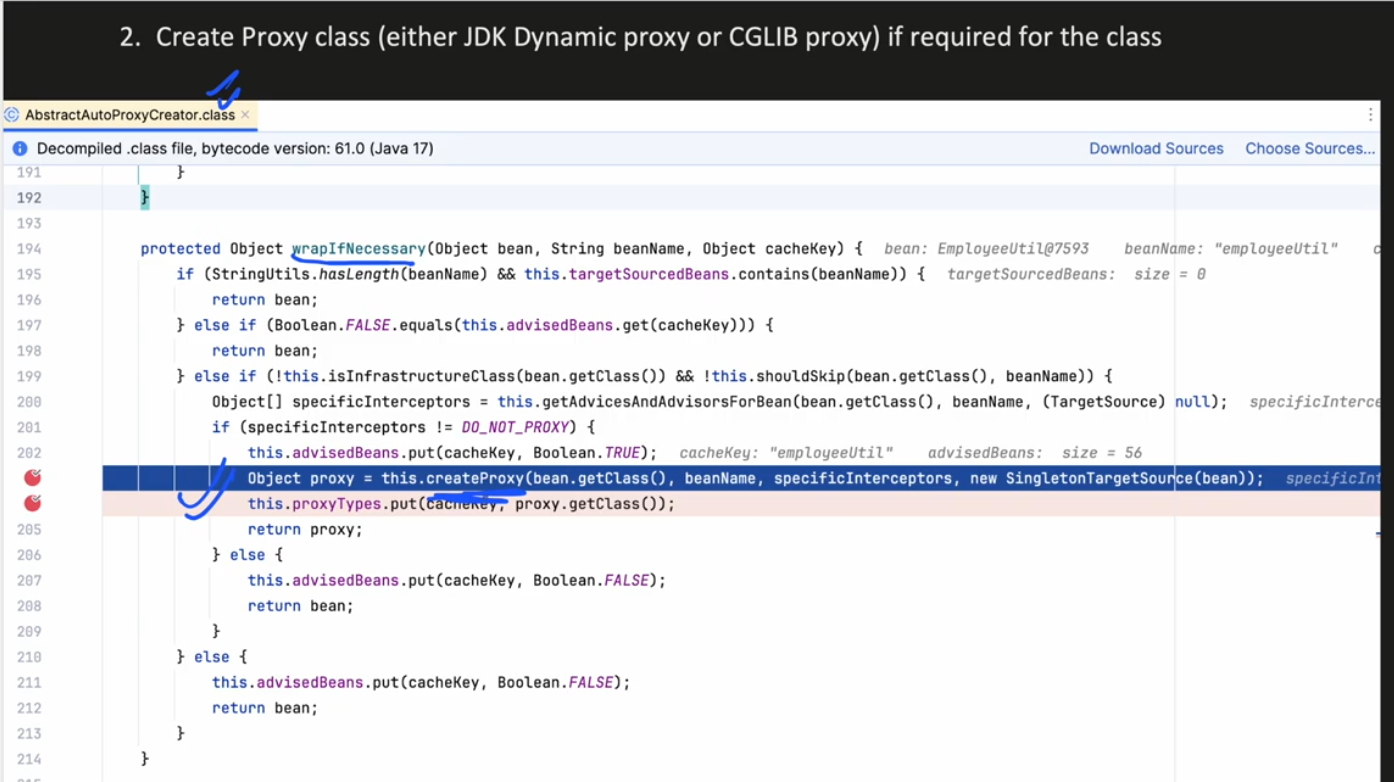 2. Create Proxy class (either JDK Dynamic proxy or CGLIB proxy) if required for the class
AbstractAutoProxyCreator.class ×
Decompiled .class file, bytecode version: 61.0 (Java 17) Download Sources Choose Sources...
191 }
192 }
193
194 protected Object wrapIfNecessary(Object bean, String beanName, Object cacheKey) { bean: EmployeeUtil@7593 beanName: "employeeUtil" c
195 if (StringUtils.hasLength(beanName) && this.targetSourcedBeans.contains(beanName)) { targetSourcedBeans: size = 0
196 return bean;
197 } else if (Boolean.FALSE.equals(this.advisedBeans.get(cacheKey))) {
198 return bean;
199 } else if (!this.isInfrastructureClass(bean.getClass()) && !this.shouldSkip(bean.getClass(), beanName)) {
200 Object[] specificInterceptors = this.getAdvicesAndAdvisorsForBean(bean.getClass(), beanName, (TargetSource) null); specificInterce
201 if (specificInterceptors != DO_NOT_PROXY) {
202 this.advisedBeans.put(cacheKey, Boolean.TRUE); cacheKey: "employeeUtil" advisedBeans: size = 56
Object proxy = this.createProxy(bean.getClass(), beanName, specificInterceptors, new SingletonTargetSource(bean)); specificInt
this.proxyTypes.put(cacheKey, proxy.getClass());
205 return proxy;
206 } else {
207 this.advisedBeans.put(cacheKey, Boolean.FALSE);
208 return bean;
209 }
210 } else {
211 this.advisedBeans.put(cacheKey, Boolean.FALSE);
212 return bean;
213 }
214 }